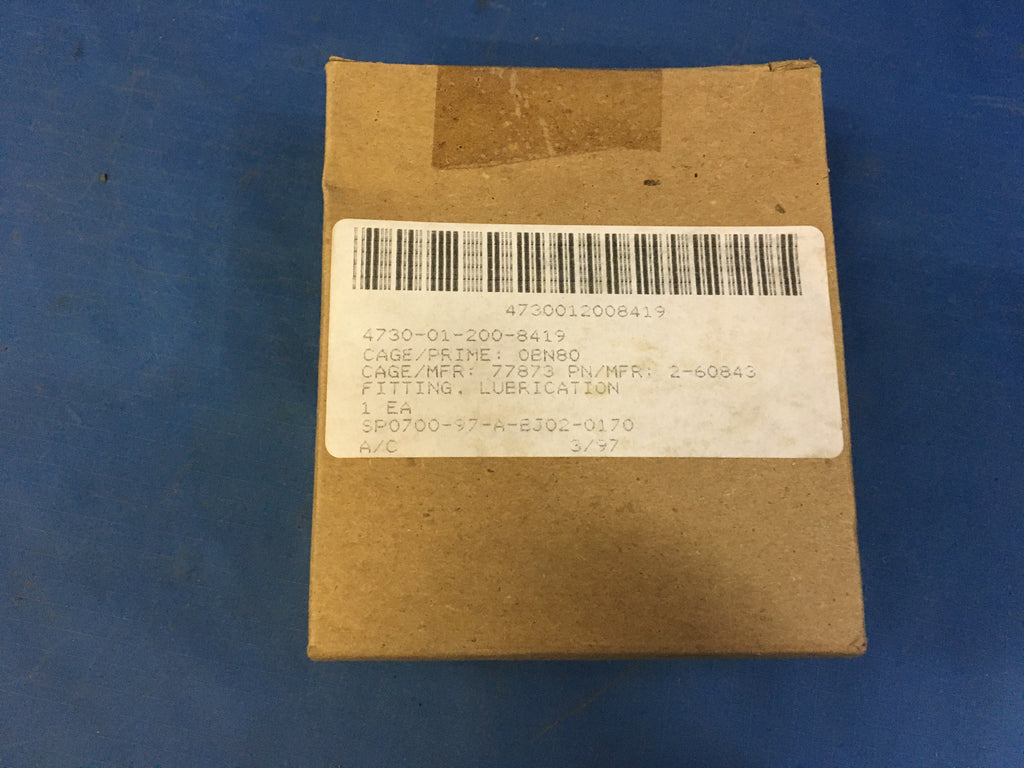 4730012008419
4730-01-200-8419
CAGE/PRIME: 0BN80
CAGE/MFR: 77873 PN/MFR: 2-60843
FITTING, LUBRICATION
1 EA
SP0700-97-A-BJ02-0170
A/C 3/97